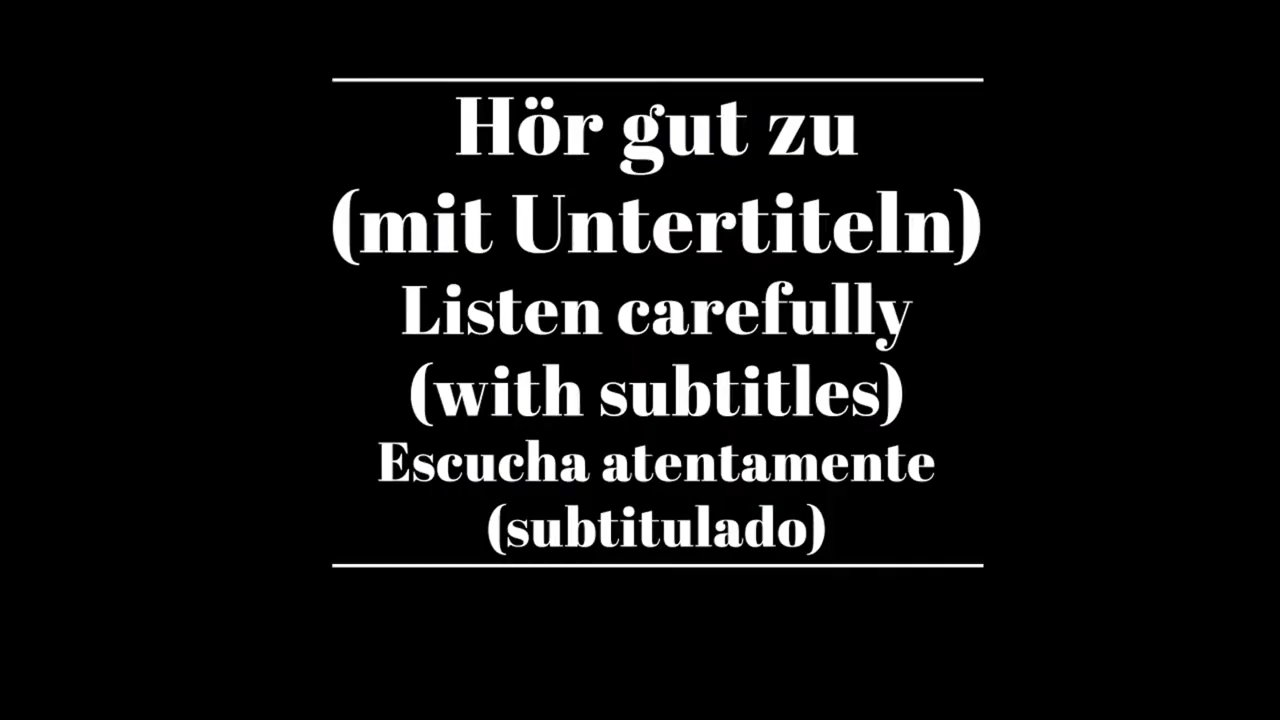 Hör gut zu
(mit Untertiteln)
Listen carefully
(with subtitles)
Escucha atentamente
(subtitulado)